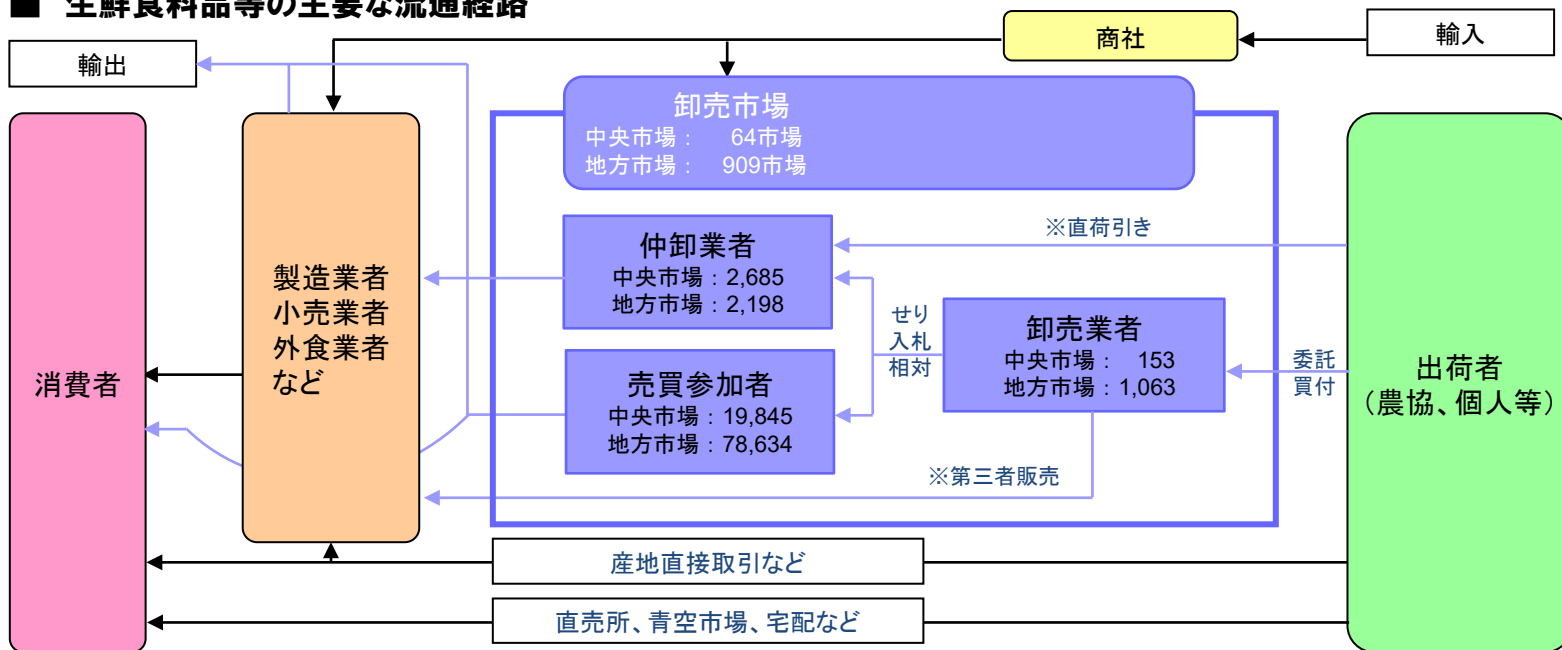 ■ 生鮮食料品等の主要な流通経路
商社
輸入
輸出
卸売市場
中央市場： 64市場
地方市場： 909市場
消費者
製造業者
小売業者
外食業者
など
仲卸業者
中央市場：2,685
地方市場：2,198
※直荷引き
せり
入札
相対
卸売業者
中央市場： 153
地方市場：1,063
委託
買付
出荷者
（農協、個人等）
売買参加者
中央市場：19,845
地方市場：78,634
※第三者販売
産地直接取引など
直売所、青空市場、宅配など